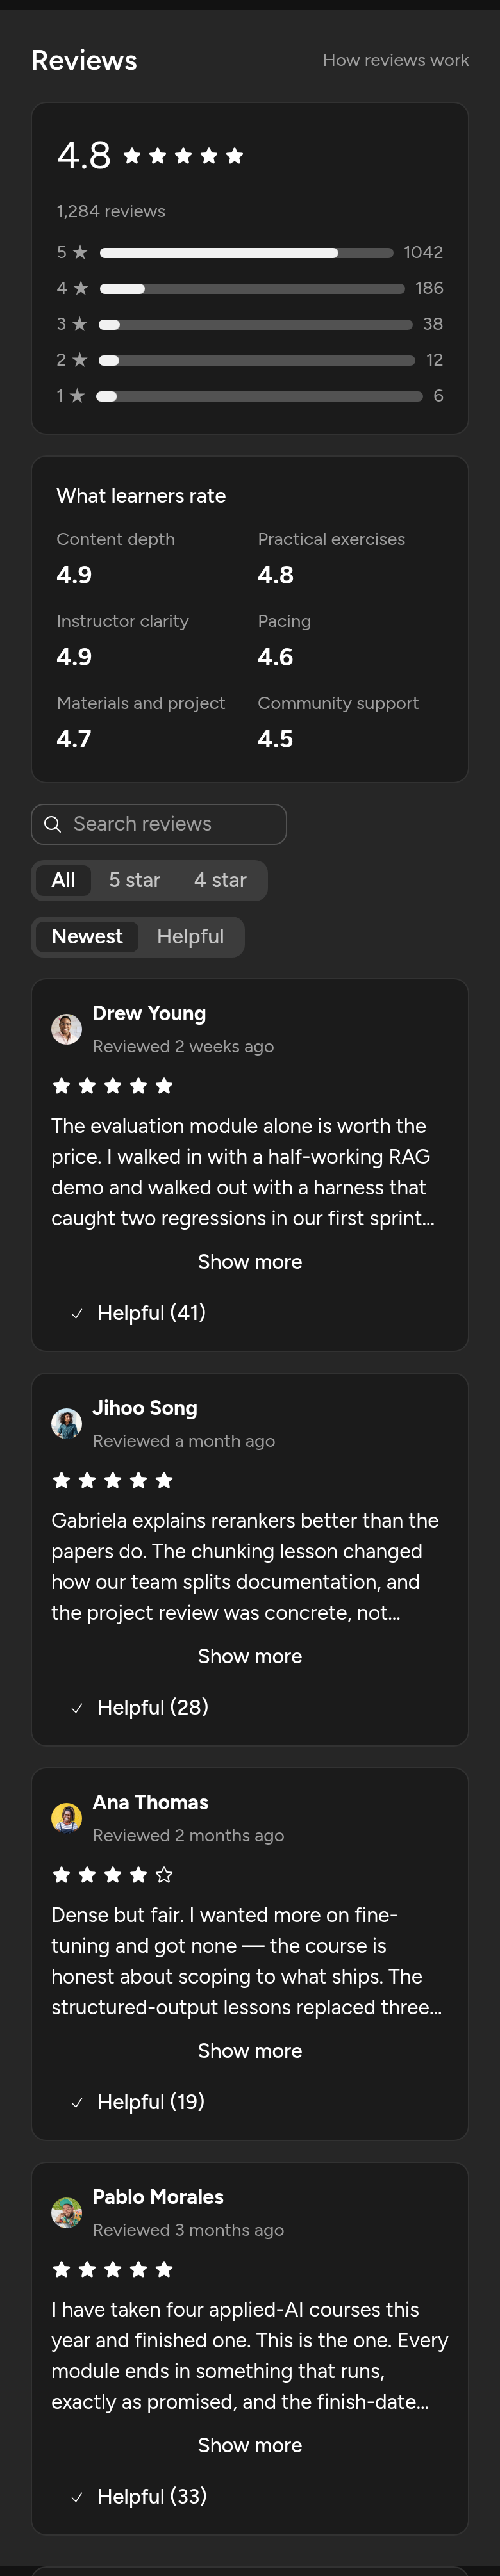 Reviews
How reviews work
4.8
1,284 reviews
5 ★ 1042
4 ★ 186
3 ★ 38
2 ★ 12
1 ★ 6
What learners rate
Content depth
4.9
Practical exercises
4.8
Instructor clarity
4.9
Pacing
4.6
Materials and project
4.7
Community support
4.5
Search reviews
All 5 star 4 star
Newest Helpful
Drew Young
Reviewed 2 weeks ago
The evaluation module alone is worth the
price. I walked in with a half-working RAG
demo and walked out with a harness that
caught two regressions in our first sprint...
Show more
Helpful (41)
Jihoo Song
Reviewed a month ago
Gabriela explains rerankers better than the
papers do. The chunking lesson changed
how our team splits documentation, and
the project review was concrete, not...
Show more
Helpful (28)
Ana Thomas
Reviewed 2 months ago
Dense but fair. I wanted more on fine-
tuning and got none — the course is
honest about scoping to what ships. The
structured-output lessons replaced three...
Show more
Helpful (19)
Pablo Morales
Reviewed 3 months ago
I have taken four applied-AI courses this
year and finished one. This is the one. Every
module ends in something that runs,
exactly as promised, and the finish-date...
Show more
Helpful (33)